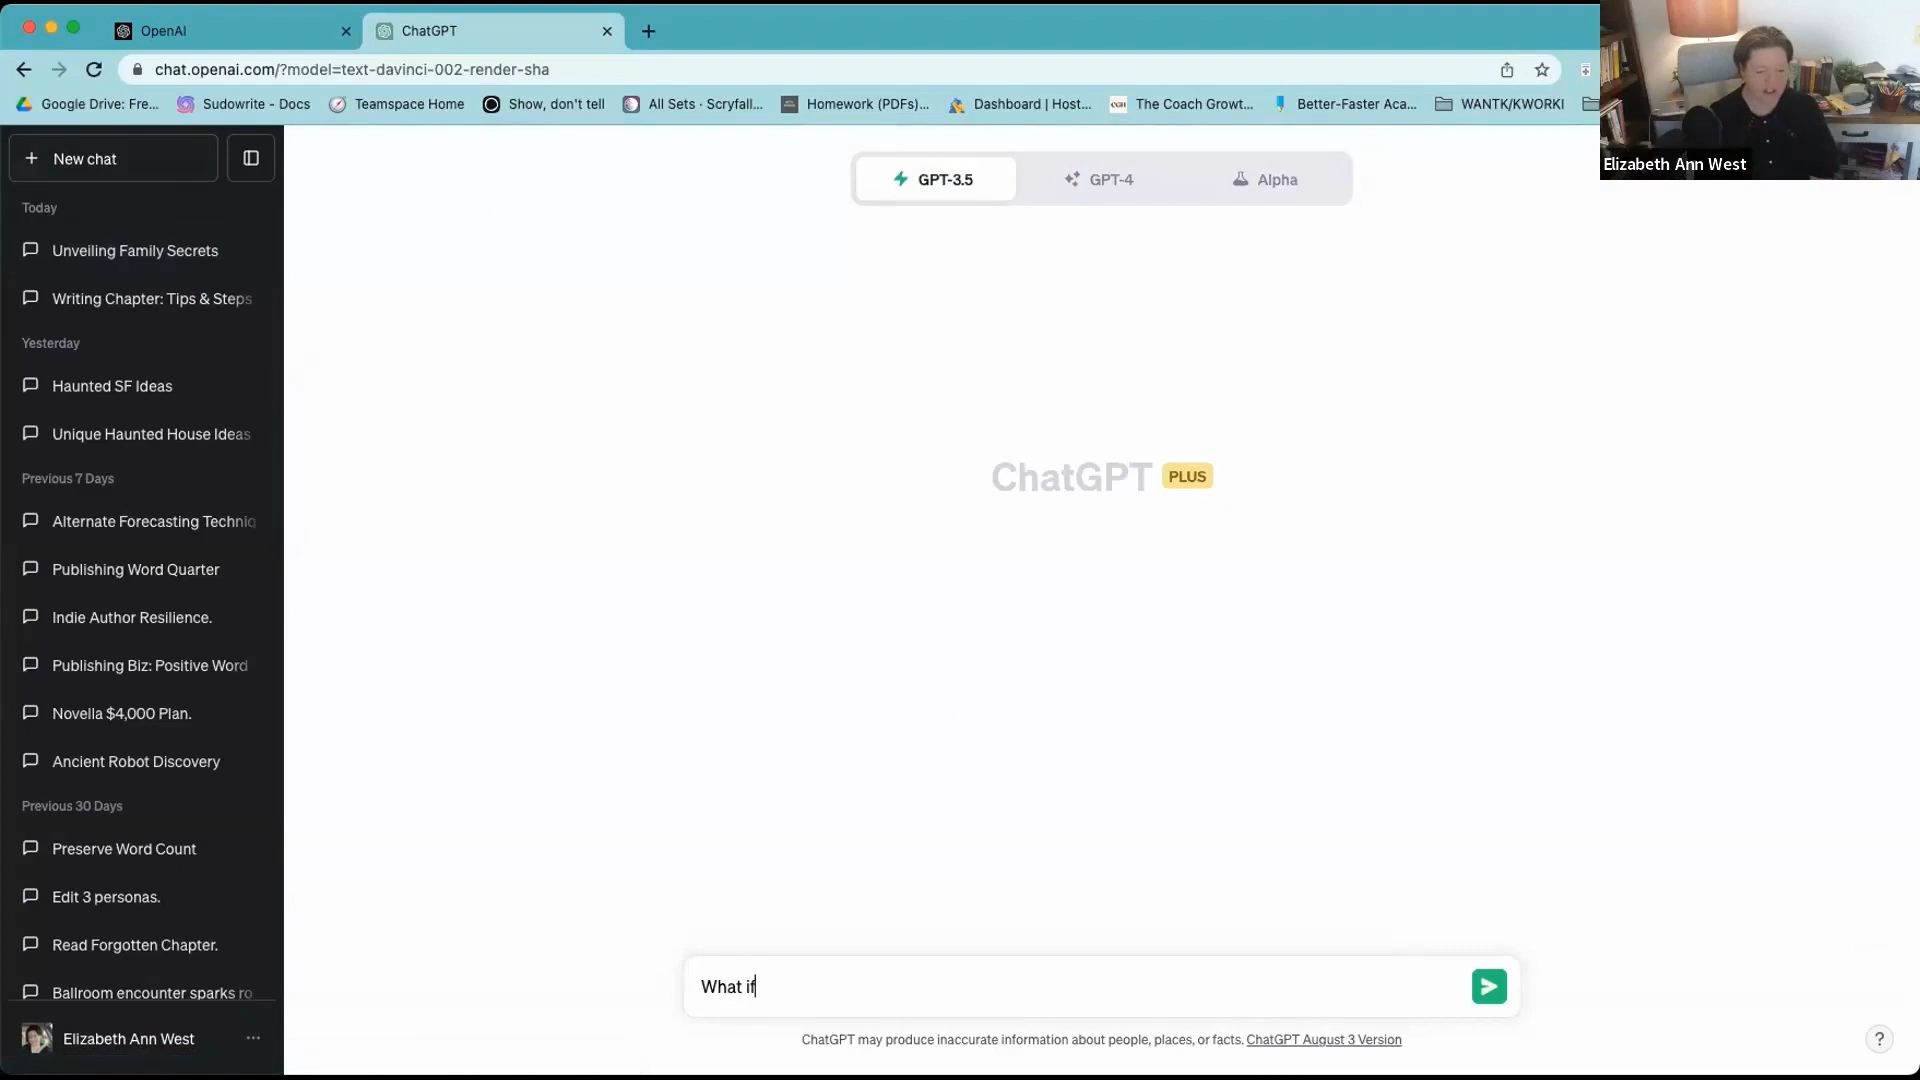 OpenAI
ChatGPT
chat.openai.com/?model=text-davinci-002-render-sha
Google Drive: Fre...
Sudowrite - Docs
Teamspace Home
Show, don't tell
All Sets · Scryfall...
Homework (PDFs)...
Dashboard | Host...
The Coach Growt...
Better-Faster Aca...
WANTK/KWORKI
Elizabeth Ann West
New chat
GPT-3.5
GPT-4
Alpha
Today
Unveiling Family Secrets
Writing Chapter: Tips & Steps
Yesterday
Haunted SF Ideas
Unique Haunted House Ideas
Previous 7 Days
Alternate Forecasting Techniq
Publishing Word Quarter
Indie Author Resilience.
Publishing Biz: Positive Word
Novella $4,000 Plan.
Ancient Robot Discovery
Previous 30 Days
Preserve Word Count
Edit 3 personas.
Read Forgotten Chapter.
Ballroom encounter sparks ro
Elizabeth Ann West
ChatGPT PLUS
What if
ChatGPT may produce inaccurate information about people, places, or facts. ChatGPT August 3 Version
?